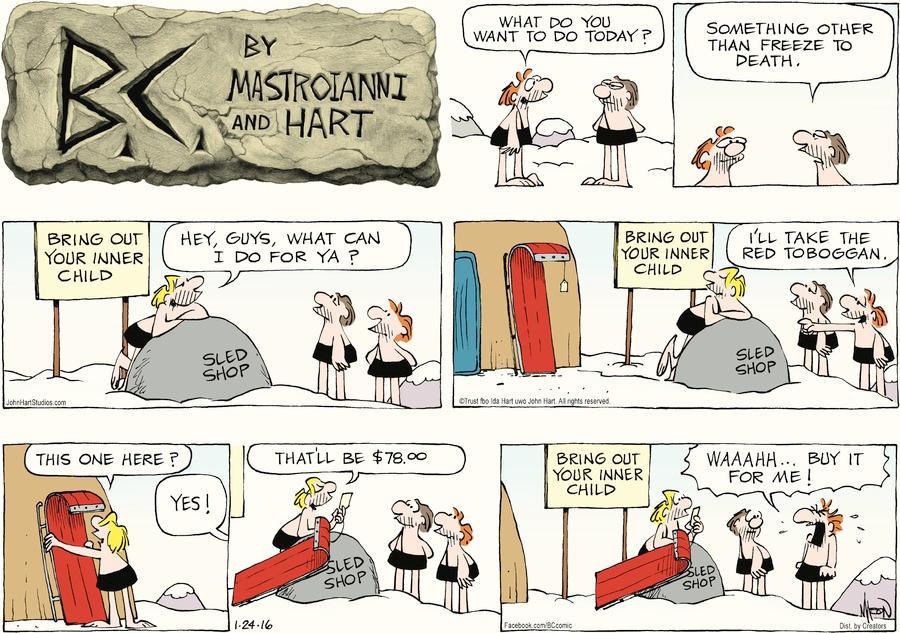 B.C.
BY
MASTROIANNI
AND HART
WHAT DO YOU
WANT TO DO TODAY?
SOMETHING OTHER
THAN FREEZE TO
DEATH.
BRING OUT
YOUR INNER
CHILD
HEY, GUYS, WHAT CAN
I DO FOR YA?
SLED
SHOP
JohnHartStudios.com
BRING OUT
YOUR INNER
CHILD
I'LL TAKE THE
RED TOBOGGAN.
SLED
SHOP
©Trust fbo Ida Hart uwo John Hart. All rights reserved.
THIS ONE HERE?
YES!
THAT'LL BE $78.00
SLED
SHOP
1-24-16
BRING OUT
YOUR INNER
CHILD
WAAAHH... BUY IT
FOR ME!
SLED
SHOP
Facebook.com/BCcomic
Dist. by Creators